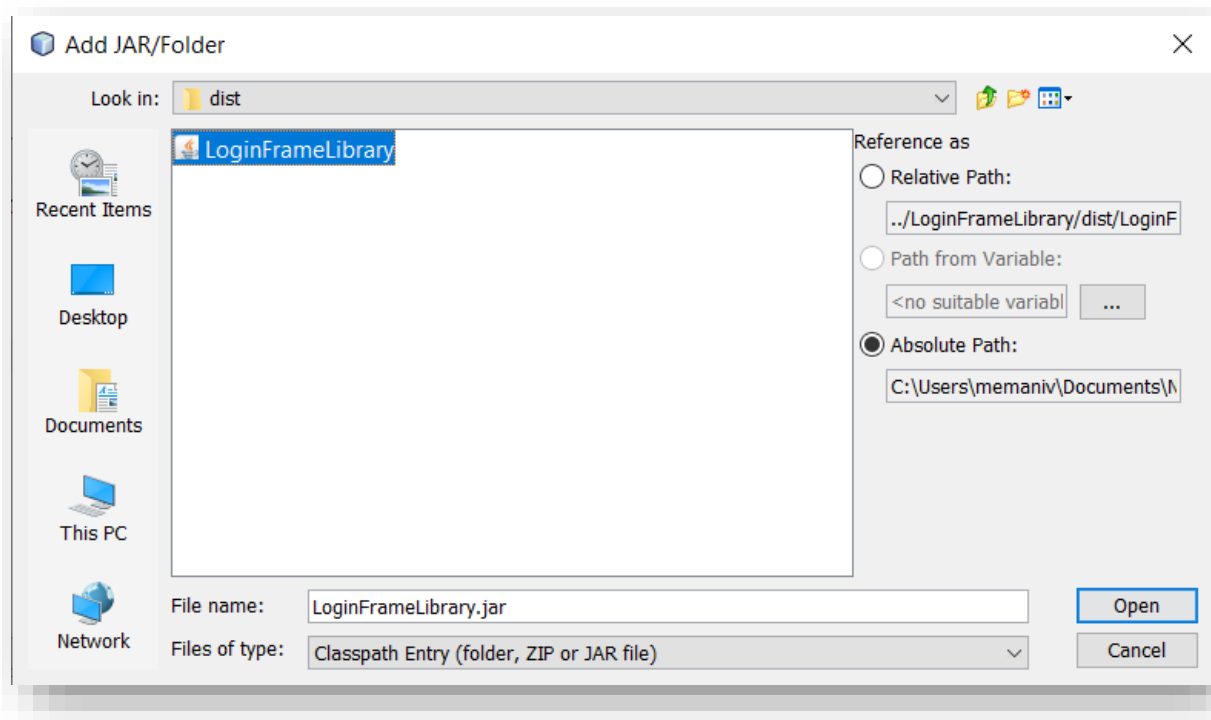 Add JAR/Folder
Look in:
dist
LoginFrameLibrary
Recent Items
Desktop
Documents
This PC
Network
Reference as
Relative Path:
../LoginFrameLibrary/dist/LoginF
Path from Variable:
<no suitable variabl
...
Absolute Path:
C:\Users\memaniv\Documents\N
File name:
LoginFrameLibrary.jar
Open
Files of type:
Classpath Entry (folder, ZIP or JAR file)
Cancel